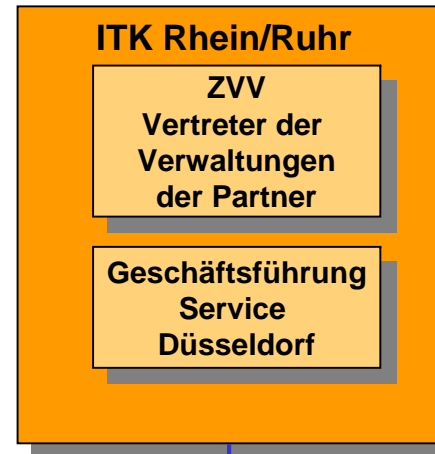 ITK Rhein/Ruhr
ZVV
Vertreter der
Verwaltungen
der Partner
Geschäftsführung
Service
Düsseldorf